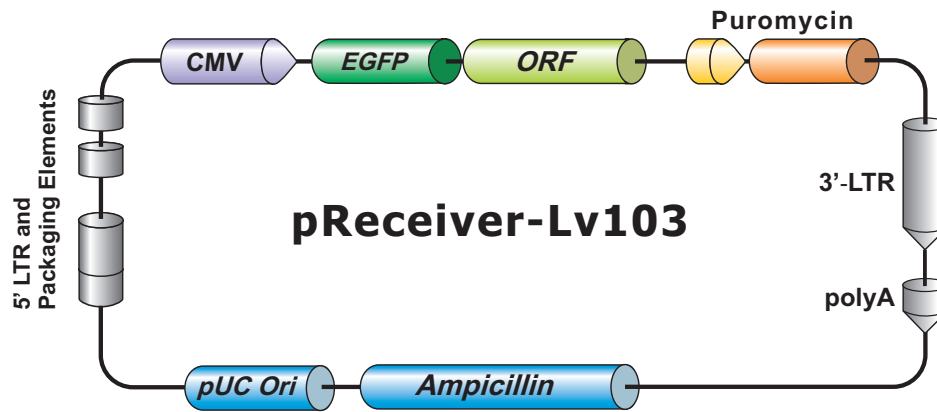 Puromycin
CMV
EGFP
ORF
5' LTR and
Packaging Elements
3'-LTR
pReceiver-Lv103
polyA
pUC Ori
Ampicillin